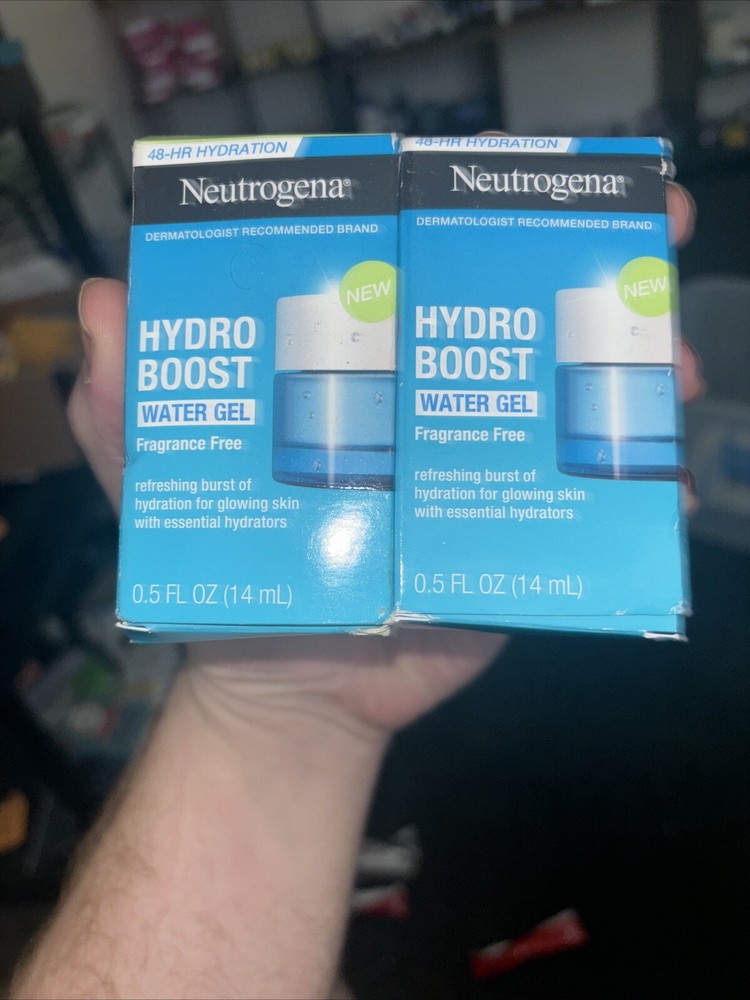 48-HR HYDRATION
Neutrogena®
DERMATOLOGIST RECOMMENDED BRAND
NEW
HYDRO
BOOST
WATER GEL
Fragrance Free
refreshing burst of
hydration for glowing skin
with essential hydrators
0.5 FL OZ (14 mL)
48-HR HYDRATION
Neutrogena®
DERMATOLOGIST RECOMMENDED BRAND
NEW
HYDRO
BOOST
WATER GEL
Fragrance Free
refreshing burst of
hydration for glowing skin
with essential hydrators
0.5 FL OZ (14 mL)